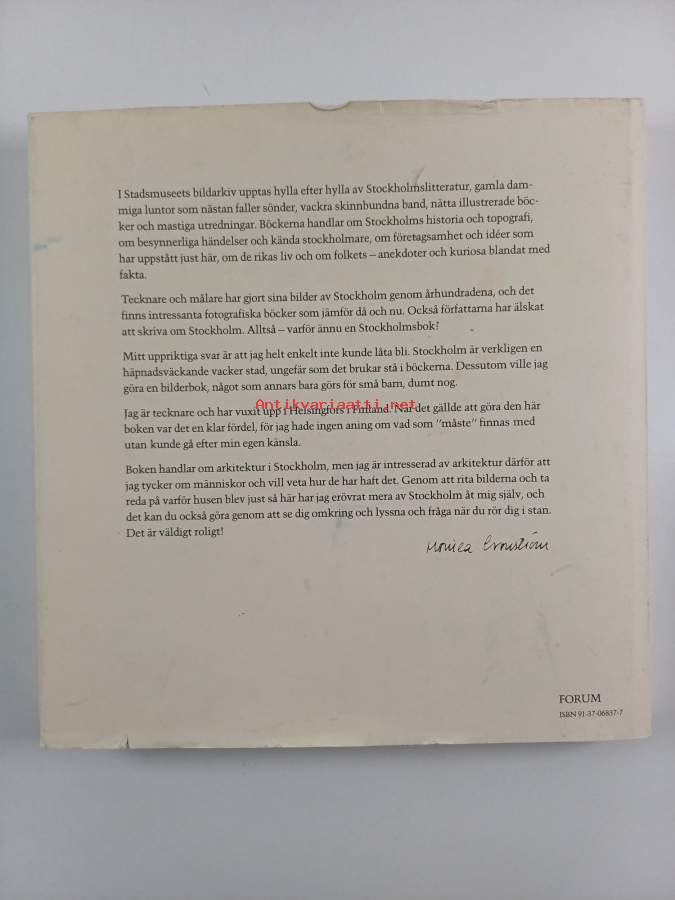 I Stadsmuseets bildarkiv upptas hylla efter hylla av Stockholmslitteratur, gamla dam-
miga luntor som nästan faller sönder, vackra skinnbundna band, nätta illustrerade böc-
ker och mastiga utredningar. Böckerna handlar om Stockholms historia och topografi,
om besynnerliga händelser och kända stockholmare, om företagsamhet och idéer som
har uppstått just här, om de rikas liv och om folkets – anekdoter och kuriosa blandat med
fakta.
Tecknare och målare har gjort sina bilder av Stockholm genom århundradena, och det
finns intressanta fotografiska böcker som jämför då och nu. Också författarna har älskat
att skriva om Stockholm. Alltså – varför ännu en Stockholmsbok?
Mitt uppriktiga svar är att jag helt enkelt inte kunde låta bli. Stockholm är verkligen en
häpnadsväckande vacker stad, ungefär som det brukar stå i böckerna. Dessutom ville jag
göra en bilderbok, något som annars bara görs för små barn, dumt nog.
Antikvariaatti.net
Jag är tecknare och har vuxit upp i Helsingfors i Finland. När det gällde att göra den här
boken var det en klar fördel, för jag hade ingen aning om vad som "måste" finnas med
utan kunde gå efter min egen känsla.
Boken handlar om arkitektur i Stockholm, men jag är intresserad av arkitektur därför att
jag tycker om människor och vill veta hur de har haft det. Genom att rita bilderna och ta
reda på varför husen blev just så här har jag erövrat mera av Stockholm åt mig själv, och
det kan du också göra genom att se dig omkring och lyssna och fråga när du rör dig i stan.
Det är väldigt roligt!
Monica
FORUM
ISBN 91-37-06837-7